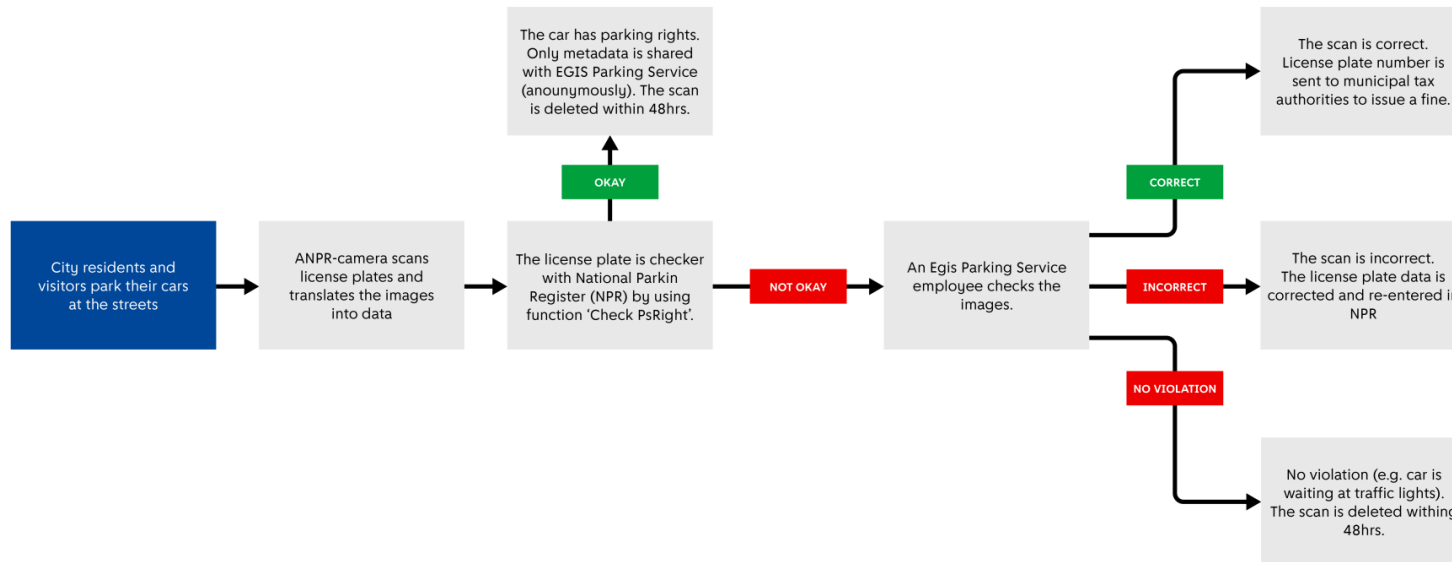 City residents and
visitors park their cars
at the streets
ANPR-camera scans
license plates and
translates the images
into data
The car has parking rights.
Only metadata is shared
with EGIS Parking Service
(anounymously). The scan
is deleted within 48hrs.
OKAY
The license plate is checker
with National Parkin
Register (NPR) by using
function ‘Check PsRight’.
NOT OKAY
An Egis Parking Service
employee checks the
images.
CORRECT
The scan is correct.
License plate number is
sent to municipal tax
authorities to issue a fine.
INCORRECT
The scan is incorrect.
The license plate data is
corrected and re-entered
NPR
NO VIOLATION
No violation (e.g. car is
waiting at traffic lights).
The scan is deleted withing
48hrs.